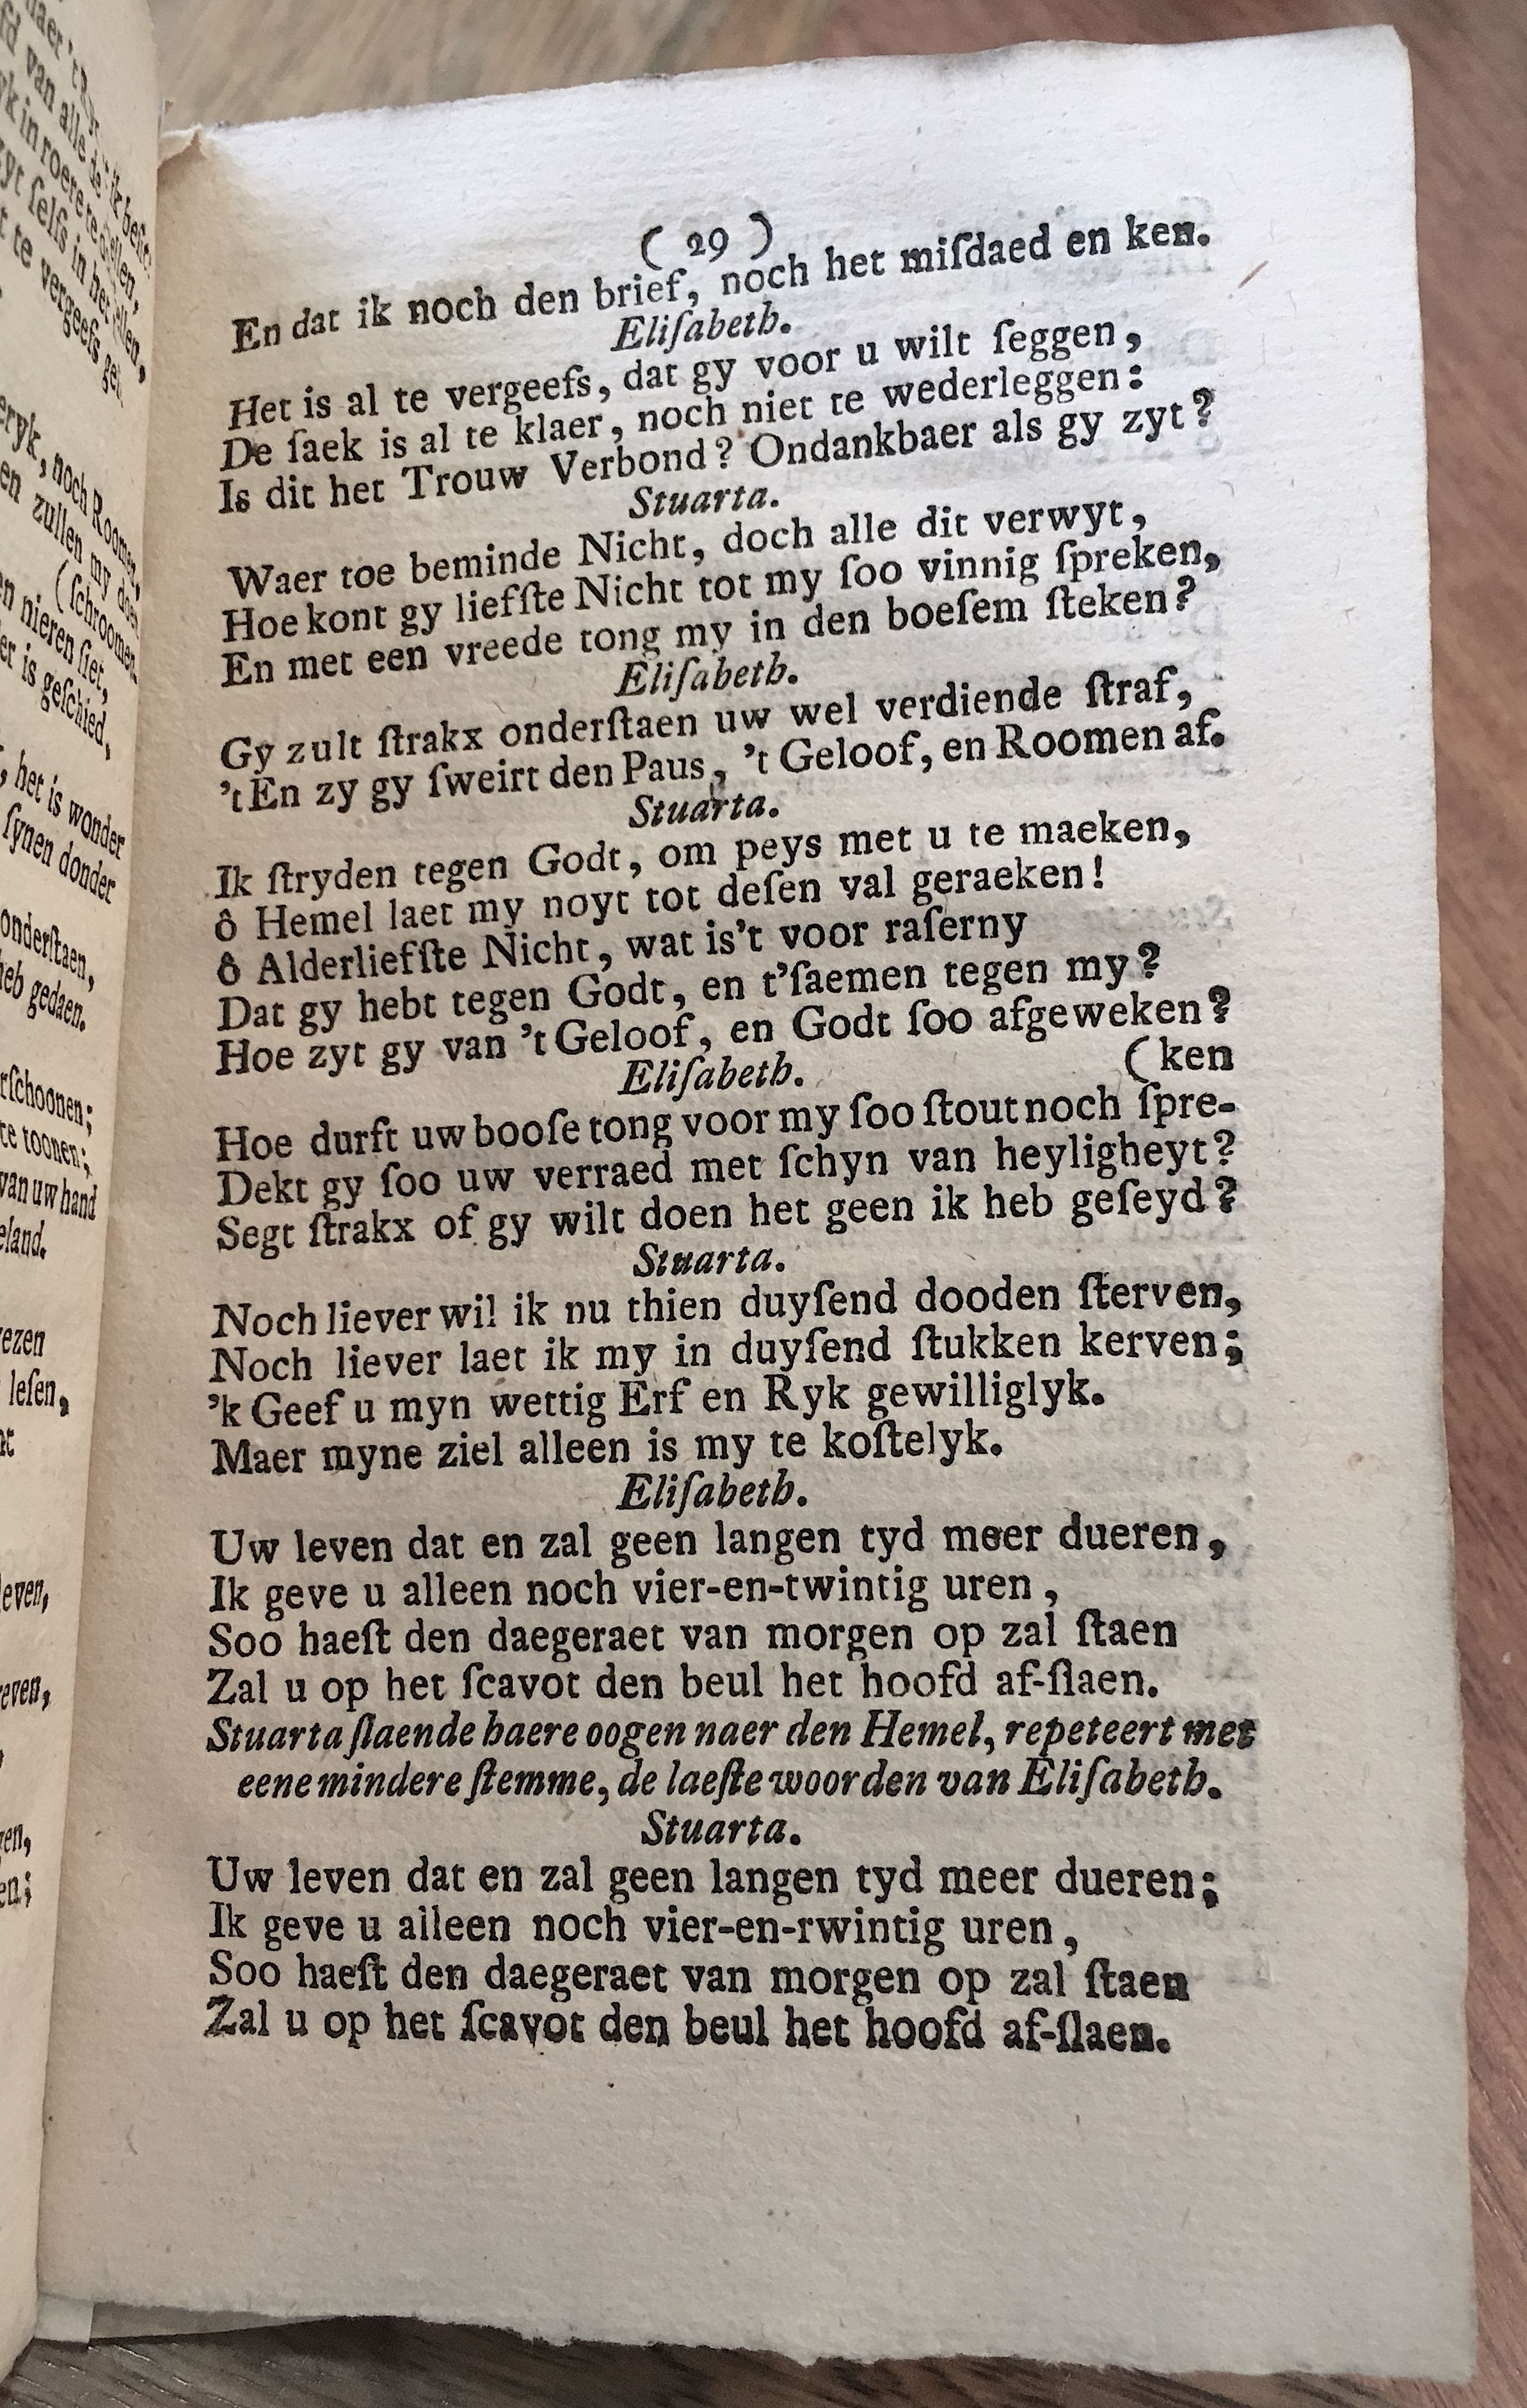 ( 29 )
En dat ik noch den brief, noch het miſdaed en ken.
Eliſabeth.
Het is al te vergeefs, dat gy voor u wilt ſeggen,
De ſaek is al te klaer, noch niet te wederleggen:
Is dit het Trouw Verbond? Ondankbaer als gy zyt?
Stuarta.
Waer toe beminde Nicht, doch alle dit verwyt,
Hoe kont gy liefſte Nicht tot my ſoo vinnig ſpreken,
En met een vreede tong my in den boeſem ſteken?
Eliſabeth.
Gy zult ſtrakx onderſtaen uw wel verdiende ſtraf,
't En zy gy ſweirt den Paus, 't Geloof, en Roomen af.
Stuarta.
Ik ſtryden tegen Godt, om peys met u te maeken,
ô Hemel laet my noyt tot deſen val geraeken!
ô Alderliefſte Nicht, wat is't voor raſerny
Dat gy hebt tegen Godt, en t'ſaemen tegen my?
Hoe zyt gy van 't Geloof, en Godt ſoo afgeweken?
Eliſabeth. (ken
Hoe durft uw booſe tong voor my ſoo ſtout noch ſpre-
Dekt gy ſoo uw verraed met ſchyn van heyligheyt?
Segt ſtrakx of gy wilt doen het geen ik heb geſeyd?
Stuarta.
Noch liever wil ik nu thien duyſend dooden ſterven,
Noch liever laet ik my in duyſend ſtukken kerven;
'k Geef u myn wettig Erf en Ryk gewilliglyk.
Maer myne ziel alleen is my te koſtelyk.
Eliſabeth.
Uw leven dat en zal geen langen tyd meer dueren,
Ik geve u alleen noch vier-en-twintig uren,
Soo haeſt den daegeraet van morgen op zal ſtaen
Zal u op het ſcavot den beul het hoofd af-ſlaen.
Stuarta ſlaende haere oogen naer den Hemel, repeteert met
eene mindere ſtemme, de laeſte woorden van Eliſabeth.
Stuarta.
Uw leven dat en zal geen langen tyd meer dueren;
Ik geve u alleen noch vier-en-rwintig uren,
Soo haeſt den daegeraet van morgen op zal ſtaen
Zal u op het ſcavot den beul het hoofd af-ſlaen.